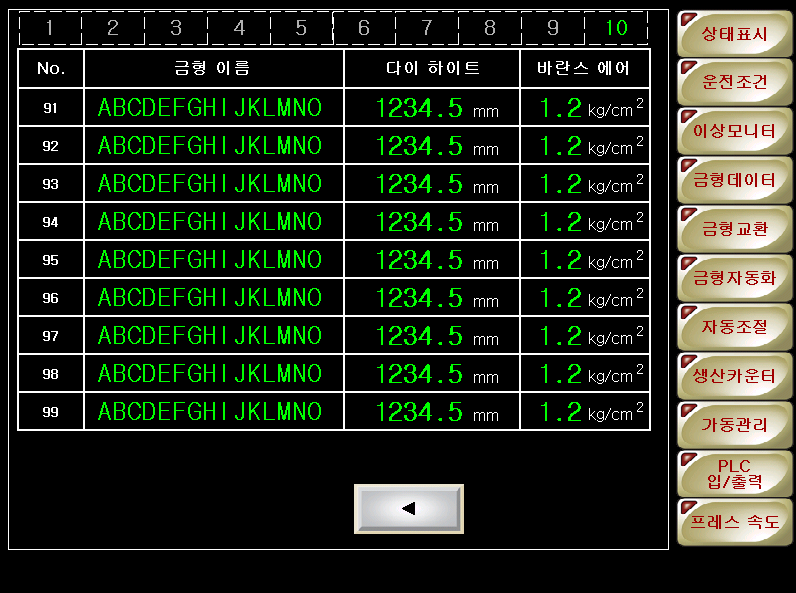 1 2 3 4 5 6 7 8 9 10
No. 금형 이름 다이 하이트 바란스 에어
91 ABCDEFGHIJKLMNO 1234.5 mm 1.2 kg/cm²
92 ABCDEFGHIJKLMNO 1234.5 mm 1.2 kg/cm²
93 ABCDEFGHIJKLMNO 1234.5 mm 1.2 kg/cm²
94 ABCDEFGHIJKLMNO 1234.5 mm 1.2 kg/cm²
95 ABCDEFGHIJKLMNO 1234.5 mm 1.2 kg/cm²
96 ABCDEFGHIJKLMNO 1234.5 mm 1.2 kg/cm²
97 ABCDEFGHIJKLMNO 1234.5 mm 1.2 kg/cm²
98 ABCDEFGHIJKLMNO 1234.5 mm 1.2 kg/cm²
99 ABCDEFGHIJKLMNO 1234.5 mm 1.2 kg/cm²
◀
상태표시
운전조건
이상모니터
금형데이터
금형교환
금형자동화
자동조절
생산카운터
가동관리
PLC
입/출력
프레스 속도